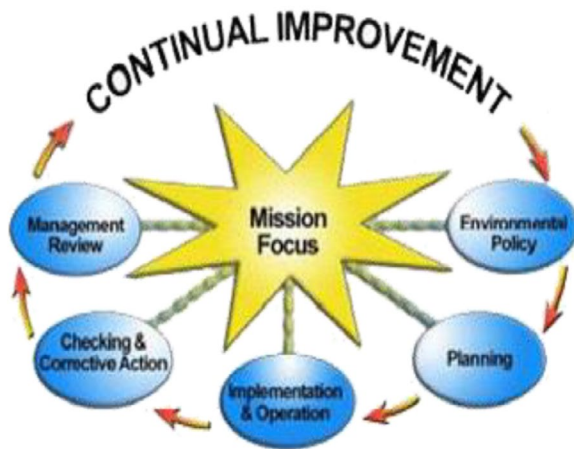 CONTINUAL IMPROVEMENT
Mission
Focus
Environmental
Policy
Planning
Implementation
& Operation
Checking &
Corrective Action
Management
Review